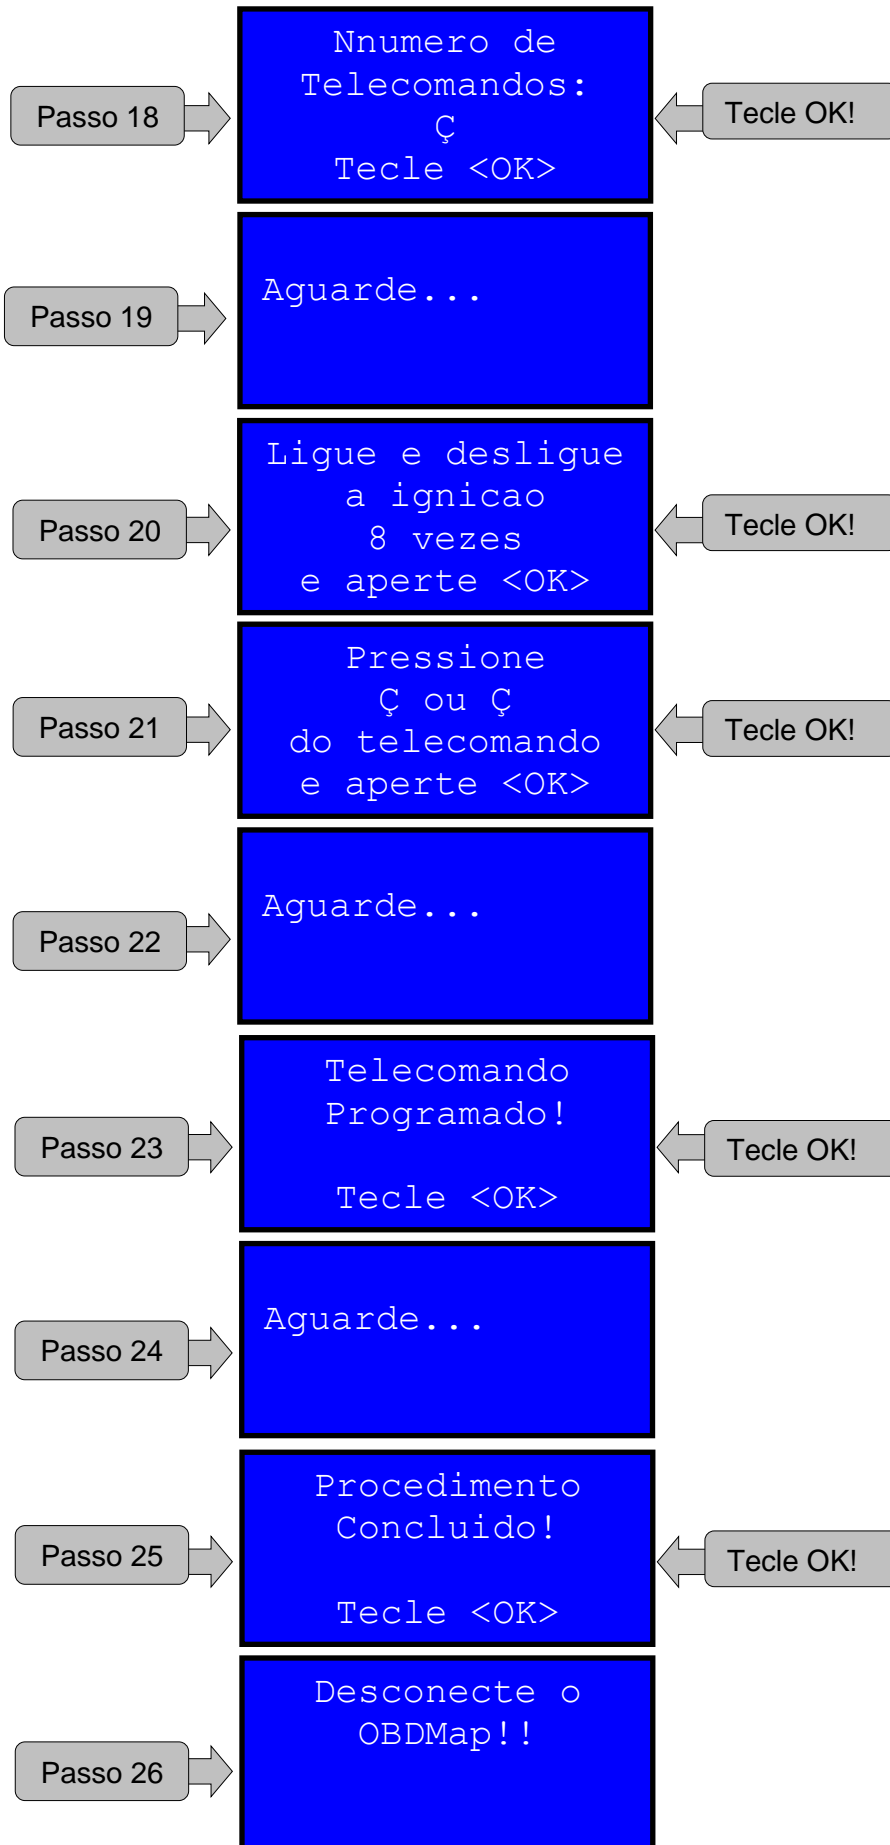 Passo 18
Nnumero de
Telecomandos:
Ç
Tecle <OK>
Tecle OK!
Passo 19
Aguarde...
Passo 20
Ligue e desligue
a ignicao
8 vezes
e aperte <OK>
Tecle OK!
Passo 21
Pressione
Ç ou Ç
do telecomando
e aperte <OK>
Tecle OK!
Passo 22
Aguarde...
Passo 23
Telecomando
Programado!
Tecle <OK>
Tecle OK!
Passo 24
Aguarde...
Passo 25
Procedimento
Concluido!
Tecle <OK>
Tecle OK!
Passo 26
Desconecte o
OBDMap!!